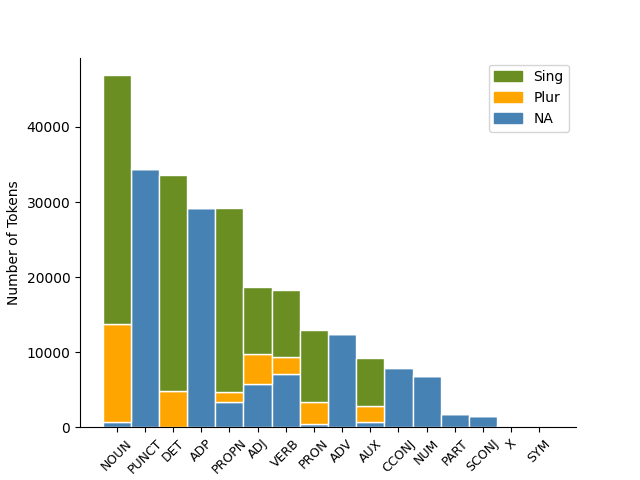 Sing
Plur
NA
40000
30000
20000
10000
0
Number of Tokens
NOUN
PUNCT
DET
ADP
PROPN
ADJ
VERB
PRON
ADV
AUX
CCONJ
NUM
PART
SCONJ
X
SYM